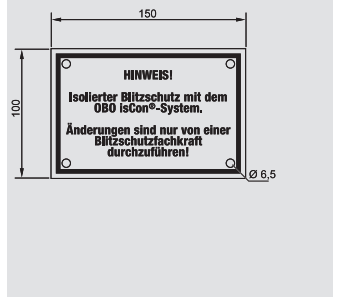 150
100
HINWEIS!
Isolierter Blitzschutz mit dem
OBO isCon®-System.
Änderungen sind nur von einer
Blitzschutzfachkraft
durchzuführen!
Ø 6,5